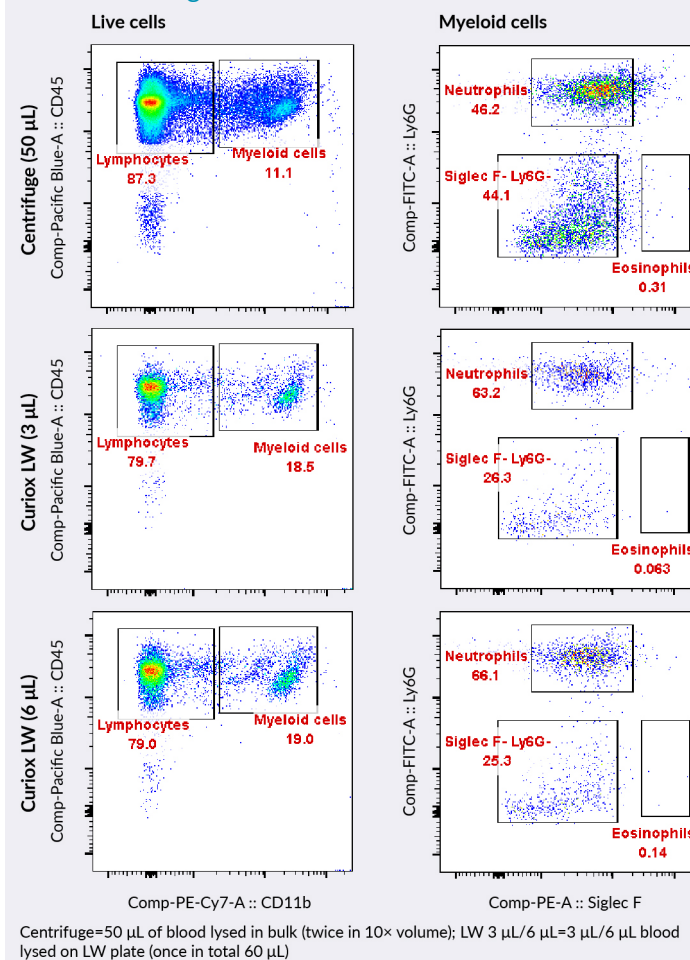 Live cells
Myeloid cells
Centrifuge (50 µL)
Comp-Pacific Blue-A :: CD45
Lymphocytes
87.3
Myeloid cells
11.1
Comp-FITC-A :: Ly6G
Neutrophils
46.2
Siglec F- Ly6G-
44.1
Eosinophils
0.31
Curiox LW (3 µL)
Comp-Pacific Blue-A :: CD45
Lymphocytes
79.7
Myeloid cells
18.5
Comp-FITC-A :: Ly6G
Neutrophils
63.2
Siglec F- Ly6G-
26.3
Eosinophils
0.063
Curiox LW (6 µL)
Comp-Pacific Blue-A :: CD45
Lymphocytes
79.0
Myeloid cells
19.0
Comp-FITC-A :: Ly6G
Neutrophils
66.1
Siglec F- Ly6G-
25.3
Eosinophils
0.14
Comp-PE-Cy7-A :: CD11b
Comp-PE-A :: Siglec F
Centrifuge=50 µL of blood lysed in bulk (twice in 10× volume); LW 3 µL/6 µL=3 µL/6 µL blood
lysed on LW plate (once in total 60 µL)